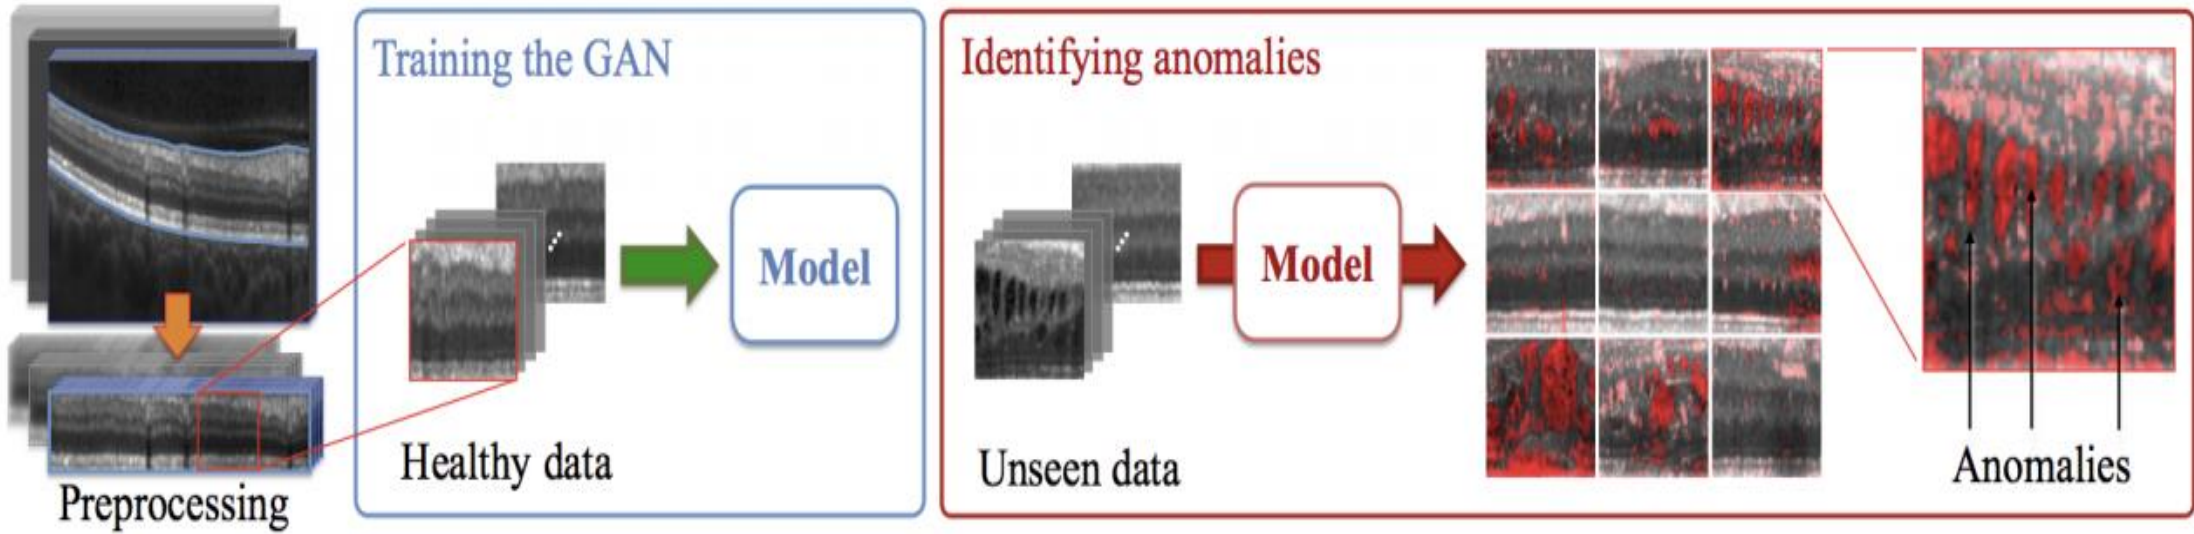 Preprocessing
Training the GAN
Healthy data
Model
Identifying anomalies
Unseen data
Model
Anomalies